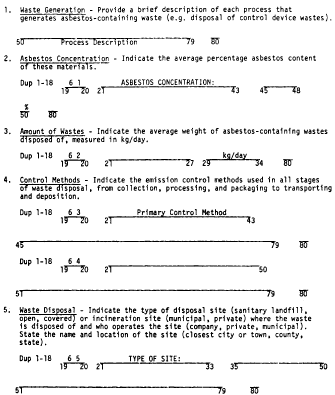 1. Waste Generation - Provide a brief description of each process that
generates asbestos-containing waste (e.g. disposal of control device wastes).
50 Process Description 79 80
2. Asbestos Concentration - Indicate the average percentage asbestos content
of these materials.
Dup 1-18 6 1 ASBESTOS CONCENTRATION:
19 20 21 43 45 48
%
50 80
3. Amount of Wastes - Indicate the average weight of asbestos-containing wastes
disposed of, measured in kg/day.
Dup 1-18 6 2 kg/day
19 20 21 27 29 34 80
4. Control Methods - Indicate the emission control methods used in all stages
of waste disposal, from collection, processing, and packaging to transporting
and deposition.
Dup 1-18 6 3 Primary Control Method
19 20 21 43
45 79 80
Dup 1-18 6 4
19 20 21 50
51 79 80
5. Waste Disposal - Indicate the type of disposal site (sanitary landfill,
open, covered) or incineration site (municipal, private) where the waste
is disposed of and who operates the site (company, private, municipal).
State the name and location of the site (closest city or town, county,
state).
Dup 1-18 6 5 TYPE OF SITE:
19 20 21 33 35 50
51 79 80